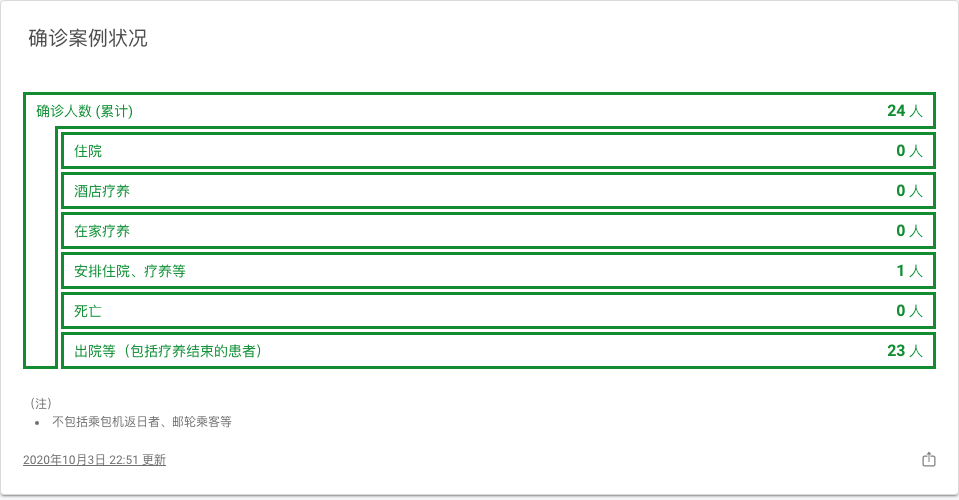 确诊案例状况
确诊人数 (累计) 24 人
住院 0 人
酒店疗养 0 人
在家疗养 0 人
安排住院、疗养等 1 人
死亡 0 人
出院等（包括疗养结束的患者） 23 人
（注）
• 不包括乘包机返日者、邮轮乘客等
2020年10月3日 22:51 更新